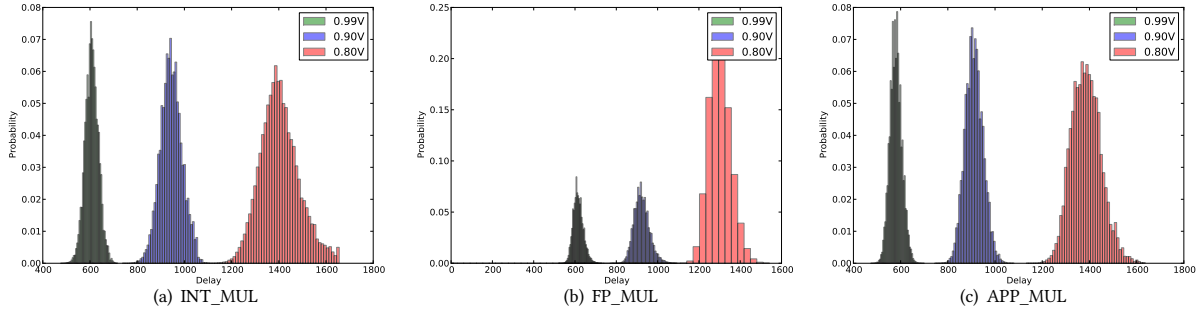 0.08
0.07
0.06
0.05
0.04
0.03
0.02
0.01
0.00
Probability
400 600 800 1000 1200 1400 1600 1800
Delay
0.99V
0.90V
0.80V
(a) INT_MUL
0.25
0.20
0.15
0.10
0.05
0.00
Probability
0 200 400 600 800 1000 1200 1400 1600
Delay
0.99V
0.90V
0.80V
(b) FP_MUL
0.08
0.07
0.06
0.05
0.04
0.03
0.02
0.01
0.00
Probability
400 600 800 1000 1200 1400 1600 1800
Delay
0.99V
0.90V
0.80V
(c) APP_MUL